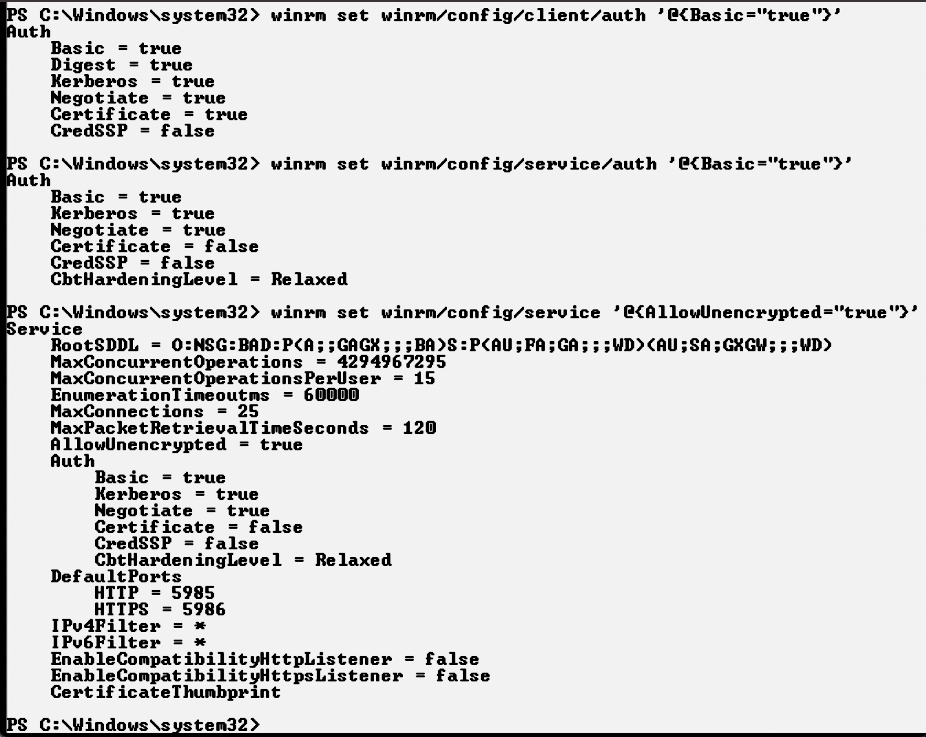 PS C:\Windows\system32> winrm set winrm/config/client/auth '@{Basic="true"}'
Auth
    Basic = true
    Digest = true
    Kerberos = true
    Negotiate = true
    Certificate = true
    CredSSP = false

PS C:\Windows\system32> winrm set winrm/config/service/auth '@{Basic="true"}'
Auth
    Basic = true
    Kerberos = true
    Negotiate = true
    Certificate = false
    CredSSP = false
    CbtHardeningLevel = Relaxed

PS C:\Windows\system32> winrm set winrm/config/service '@{AllowUnencrypted="true"}'
Service
    RootSDDL = O:NSG:BAD:P(A;;GAGX;;;BA)S:P(AU;FA;GA;;;WD)(AU;SA;GXGW;;;WD)
    MaxConcurrentOperations = 4294967295
    MaxConcurrentOperationsPerUser = 15
    EnumerationTimeoutms = 60000
    MaxConnections = 25
    MaxPacketRetrievalTimeSeconds = 120
    AllowUnencrypted = true
    Auth
        Basic = true
        Kerberos = true
        Negotiate = true
        Certificate = false
        CredSSP = false
        CbtHardeningLevel = Relaxed
    DefaultPorts
        HTTP = 5985
        HTTPS = 5986
    IPv4Filter = *
    IPv6Filter = *
    EnableCompatibilityHttpListener = false
    EnableCompatibilityHttpsListener = false
    CertificateThumbprint

PS C:\Windows\system32>